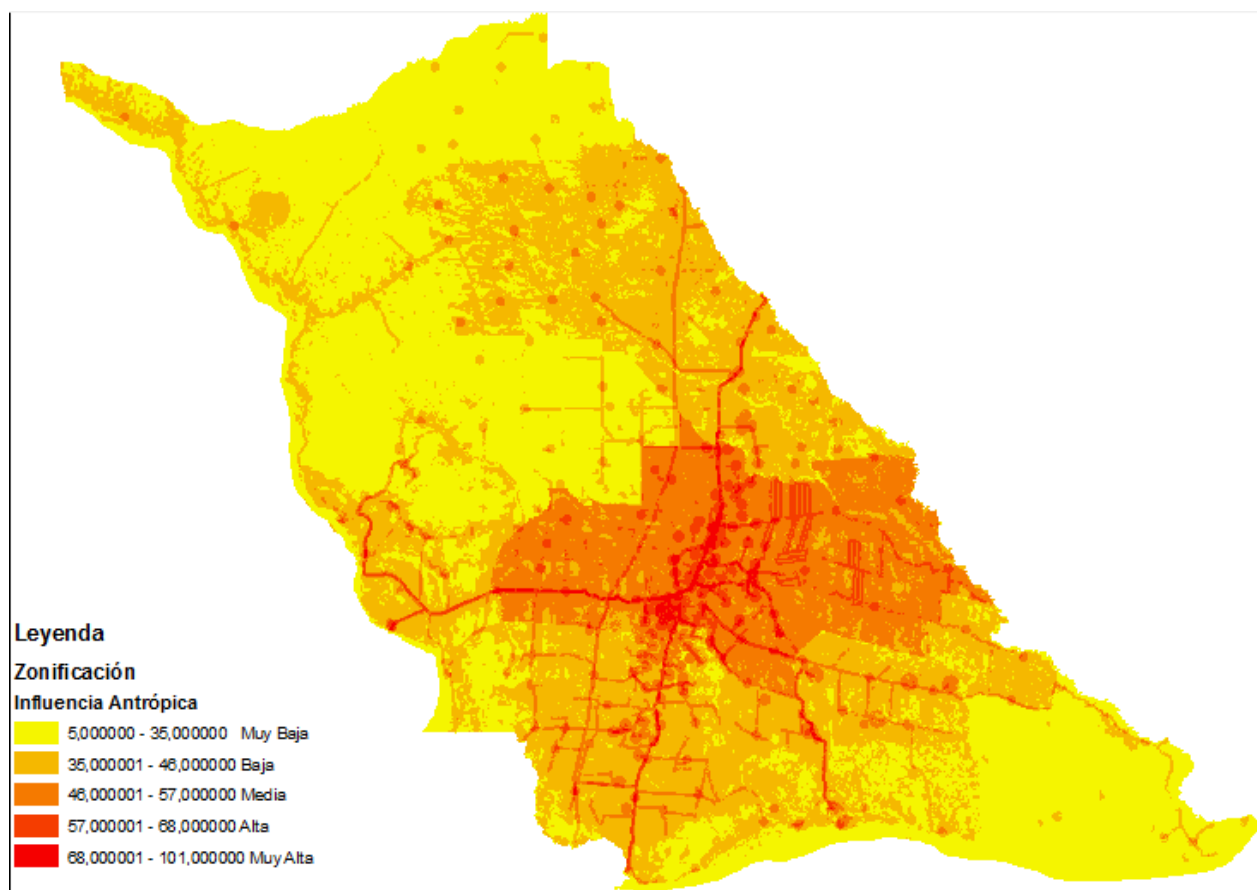 Leyenda
Zonificación
Influencia Antrópica
5,000000 - 35,000000 Muy Baja
35,000001 - 46,000000 Baja
46,000001 - 57,000000 Media
57,000001 - 68,000000 Alta
68,000001 - 101,000000 Muy Alta